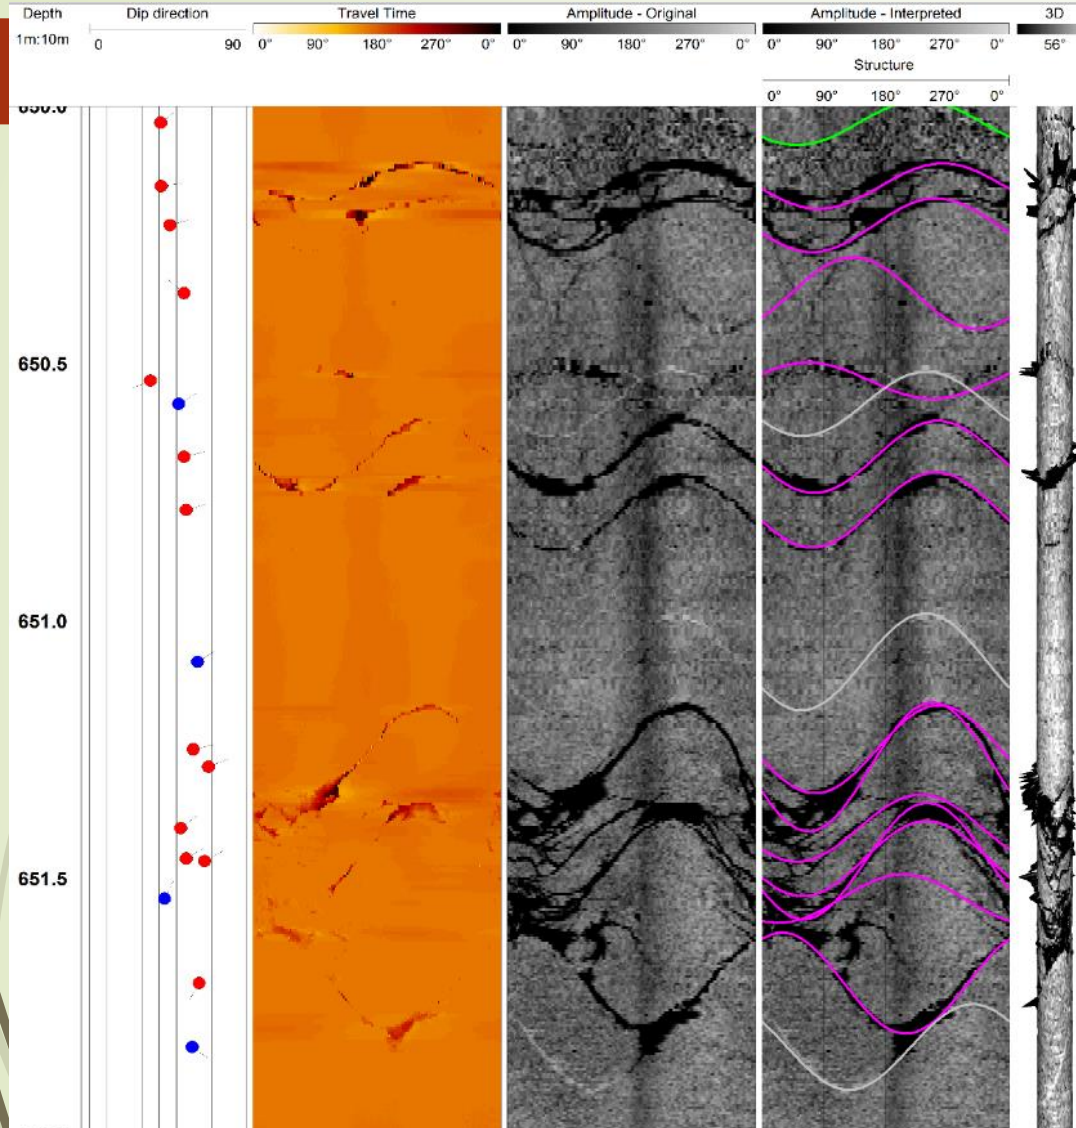 Depth
1m:10m
Dip direction
0 90
Travel Time
0° 90° 180° 270° 0°
Amplitude - Original
0° 90° 180° 270° 0°
Amplitude - Interpreted
0° 90° 180° 270° 0°
Structure
0° 90° 180° 270° 0°
3D
56°
650.0
650.5
651.0
651.5